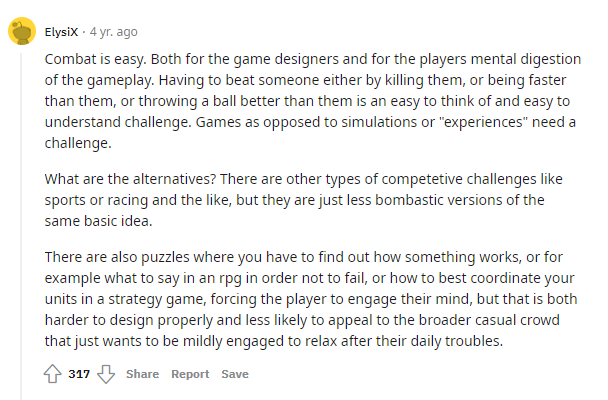 ElysiX · 4 yr. ago
Combat is easy. Both for the game designers and for the players mental digestion
of the gameplay. Having to beat someone either by killing them, or being faster
than them, or throwing a ball better than them is an easy to think of and easy to
understand challenge. Games as opposed to simulations or "experiences" need a
challenge.
What are the alternatives? There are other types of competetive challenges like
sports or racing and the like, but they are just less bombastic versions of the
same basic idea.
There are also puzzles where you have to find out how something works, or for
example what to say in an rpg in order not to fail, or how to best coordinate your
units in a strategy game, forcing the player to engage their mind, but that is both
harder to design properly and less likely to appeal to the broader casual crowd
that just wants to be mildly engaged to relax after their daily troubles.
317 Share Report Save